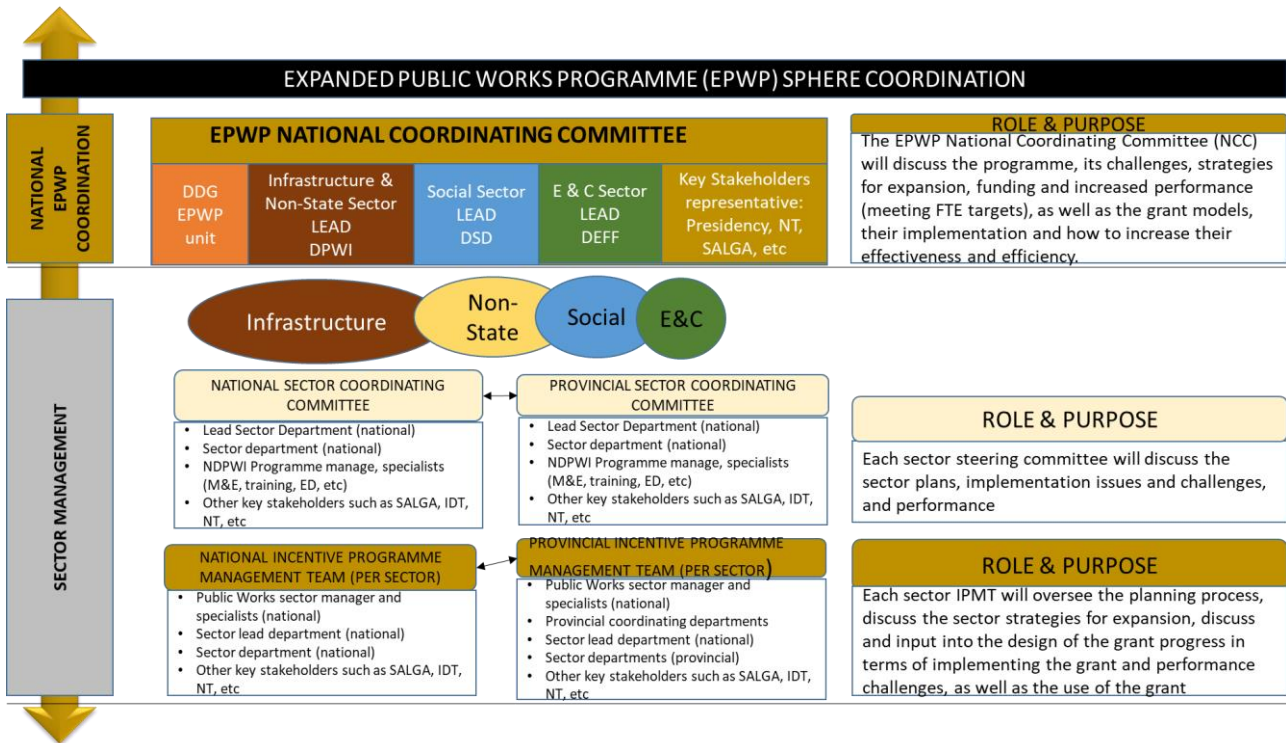 EXPANDED PUBLIC WORKS PROGRAMME (EPWP) SPHERE COORDINATION
NATIONAL
EPWP
COORDINATION
EPWP NATIONAL COORDINATING COMMITTEE
DDG
EPWP
unit
Infrastructure &
Non-State Sector
LEAD
DPWI
Social Sector
LEAD
DSD
E & C Sector
LEAD
DEFF
Key Stakeholders
representative:
Presidency, NT,
SALGA, etc
ROLE & PURPOSE
The EPWP National Coordinating Committee (NCC)
will discuss the programme, its challenges, strategies
for expansion, funding and increased performance
(meeting FTE targets), as well as the grant models,
their implementation and how to increase their
effectiveness and efficiency.
SECTOR MANAGEMENT
Infrastructure
Non-
State
Social
E&C
NATIONAL SECTOR COORDINATING
COMMITTEE
• Lead Sector Department (national)
• Sector department (national)
• NDPWI Programme manage, specialists
(M&E, training, ED, etc)
• Other key stakeholders such as SALGA, IDT,
NT, etc
PROVINCIAL SECTOR COORDINATING
COMMITTEE
• Lead Sector Department (national)
• Sector department (national)
• NDPWI Programme manage, specialists
(M&E, training, ED, etc)
• Other key stakeholders such as SALGA, IDT,
NT, etc
ROLE & PURPOSE
Each sector steering committee will discuss the
sector plans, implementation issues and challenges,
and performance
NATIONAL INCENTIVE PROGRAMME
MANAGEMENT TEAM (PER SECTOR)
• Public Works sector manager and
specialists (national)
• Sector lead department (national)
• Sector department (national)
• Other key stakeholders such as SALGA, IDT,
NT, etc
PROVINCIAL INCENTIVE PROGRAMME
MANAGEMENT TEAM (PER SECTOR)
• Public Works sector manager and
specialists (national)
• Provincial coordinating departments
• Sector lead department (national)
• Sector departments (provincial)
• Other key stakeholders such as SALGA, IDT,
NT, etc
ROLE & PURPOSE
Each sector IPMT will oversee the planning process,
discuss the sector strategies for expansion, discuss
and input into the design of the grant progress in
terms of implementing the grant and performance
challenges, as well as the use of the grant